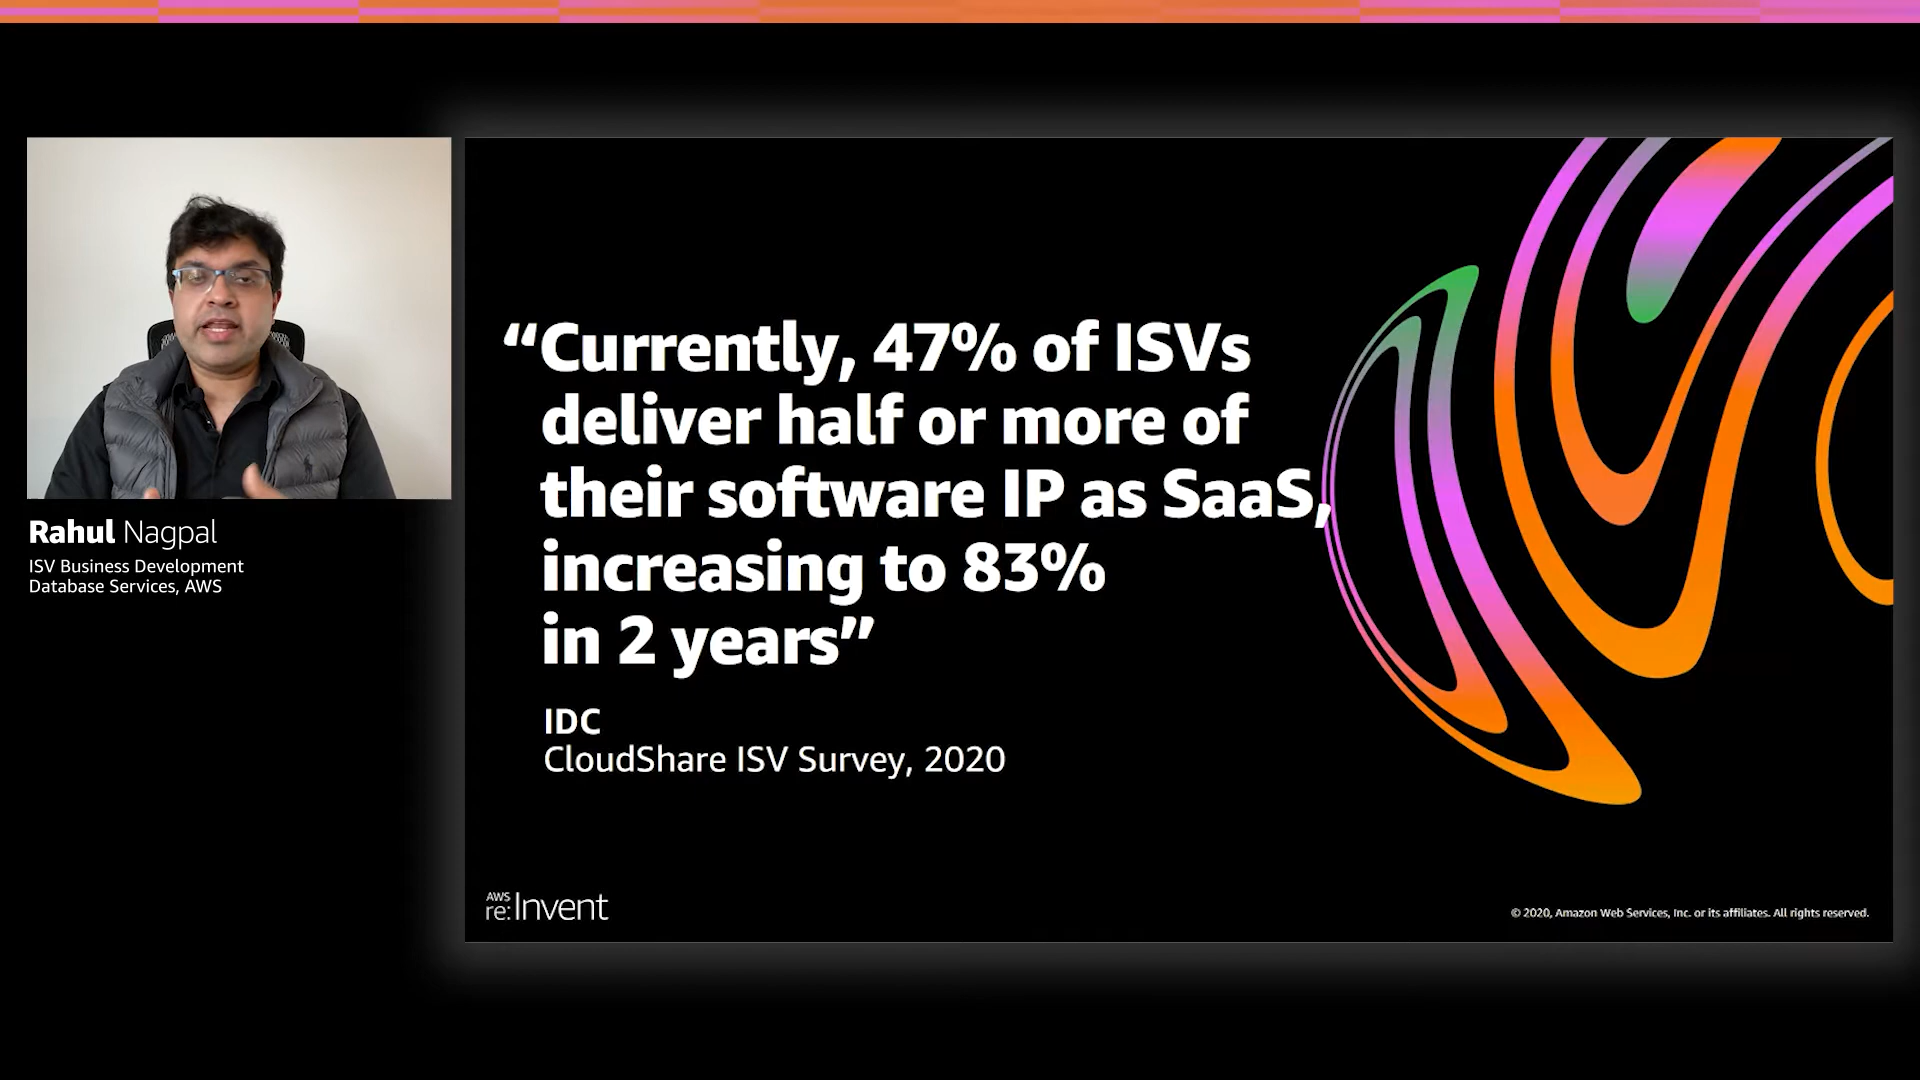 Rahul Nagpal
ISV Business Development
Database Services, AWS
“Currently, 47% of ISVs
deliver half or more of
their software IP as SaaS,
increasing to 83%
in 2 years”
IDC
CloudShare ISV Survey, 2020
AWS
re:Invent
© 2020, Amazon Web Services, Inc. or its affiliates. All rights reserved.